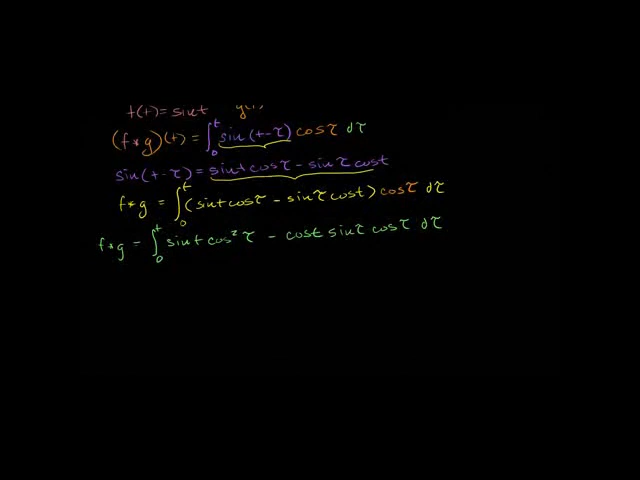 f(t) = sin t
(f * g)(t) = ∫₀ᵗ sin(t-τ) cos τ dτ
sin(t-τ) = sin t cos τ - sin τ cos t
f * g = ∫₀ᵗ (sin t cos τ - sin τ cos t) cos τ dτ
f * g = ∫₀ᵗ sin t cos² τ - cos t sin τ cos τ dτ